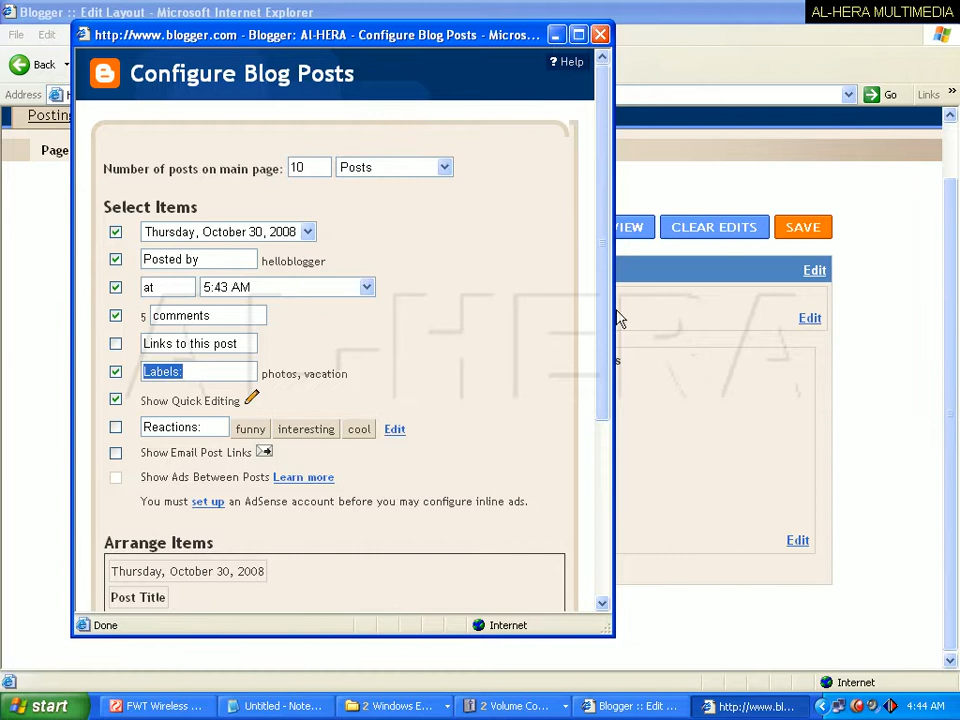 Blogger :: Edit Layout - Microsoft Internet Explorer
AL-HERA MULTIMEDIA
http://www.blogger.com - Blogger: Al-HERA - Configure Blog Posts - Micros...
File Edit
Back
Address
Go
Links »
Posting
Page
? Help
Configure Blog Posts
Number of posts on main page: 10 Posts
Select Items
Thursday, October 30, 2008
Posted by helloblogger
at 5:43 AM
5 comments
Links to this post
Labels: photos, vacation
Show Quick Editing
Reactions: funny interesting cool Edit
Show Email Post Links
Show Ads Between Posts Learn more
You must set up an AdSense account before you may configure inline ads.
Arrange Items
Thursday, October 30, 2008
Post Title
CLEAR EDITS
SAVE
Edit
Edit
Edit
AL-HERA
Done
Internet
Internet
start
FWT Wireless ...
Untitled - Note...
2 Windows E...
2 Volume Co...
Blogger :: Edit ...
http://www.bl...
4:44 AM